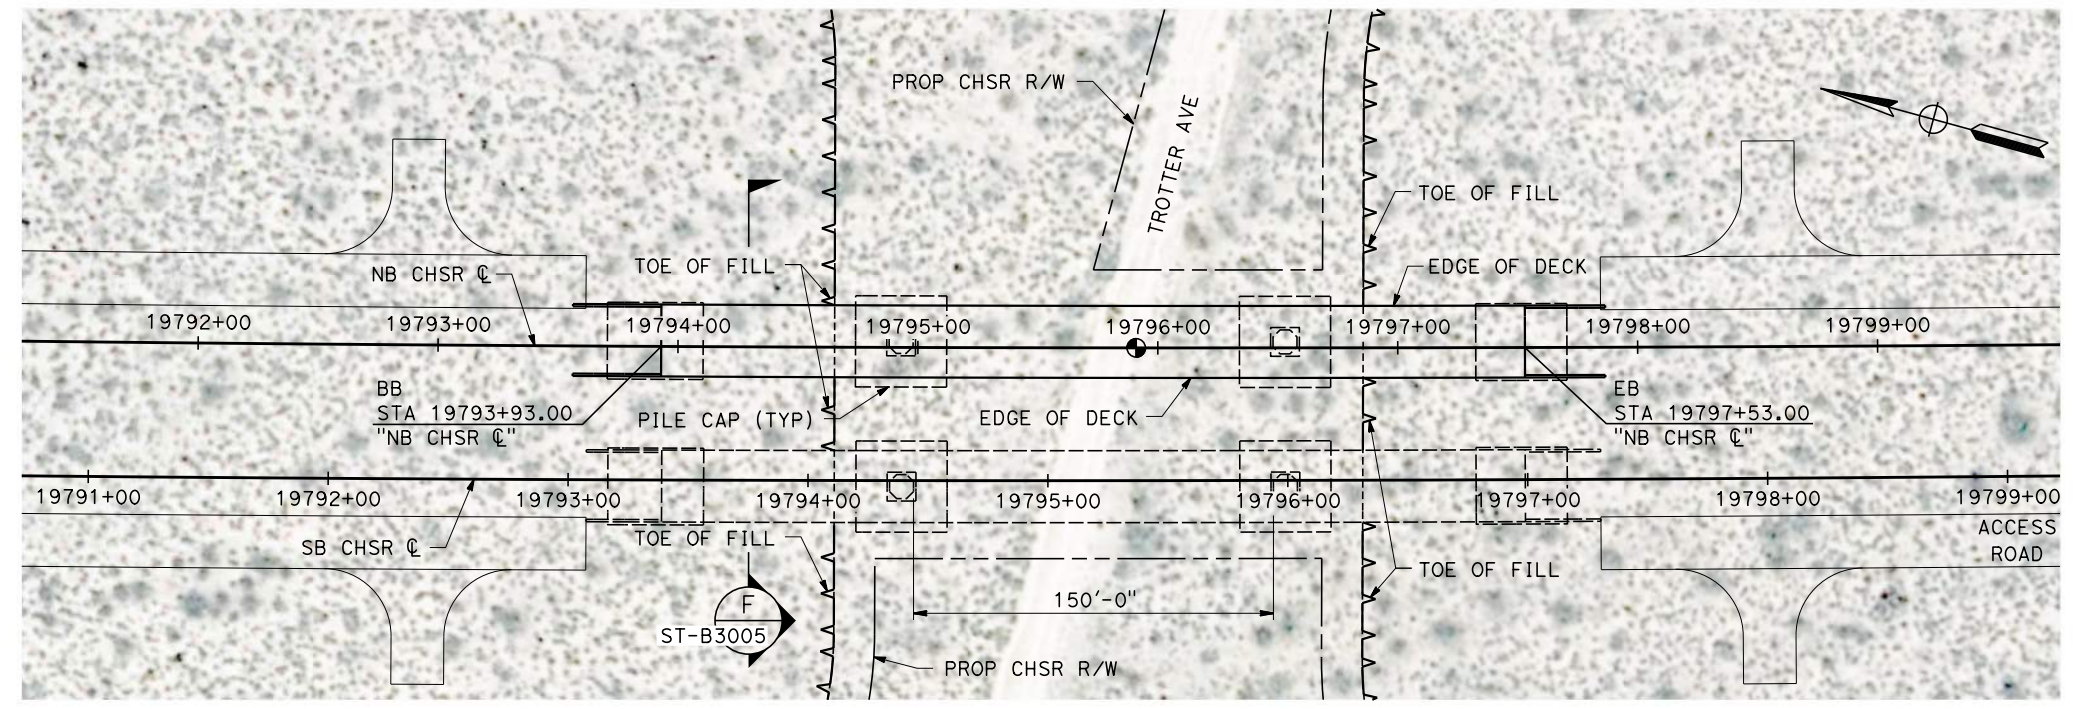 PROP CHSR R/W
TROTTER AVE
TOE OF FILL
TOE OF FILL
EDGE OF DECK
NB CHSR ℄
19792+00
19793+00
19794+00
19795+00
19796+00
19797+00
19798+00
19799+00
BB
STA 19793+93.00
"NB CHSR ℄"
PILE CAP (TYP)
EDGE OF DECK
EB
STA 19797+53.00
"NB CHSR ℄"
19791+00
19792+00
19793+00
19794+00
19795+00
19796+00
19797+00
19798+00
19799+00
SB CHSR ℄
TOE OF FILL
ACCESS
ROAD
TOE OF FILL
150'-0"
F
ST-B3005
PROP CHSR R/W